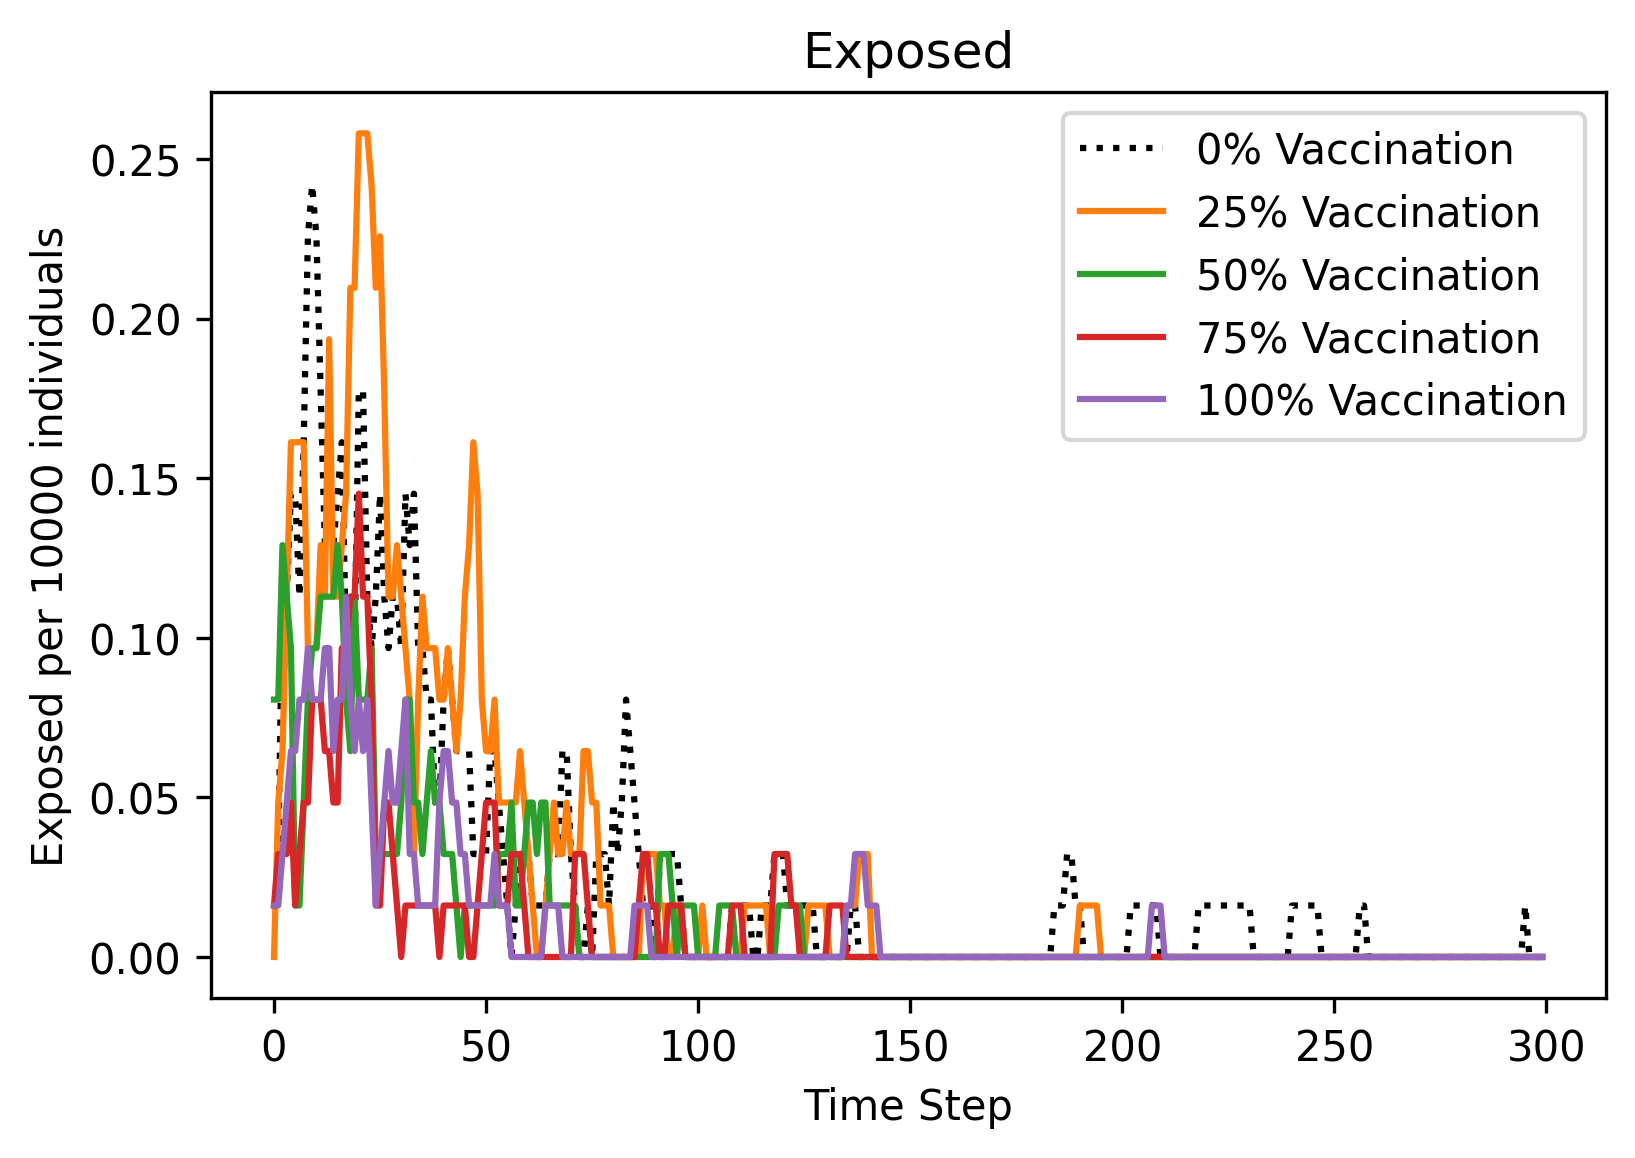 Exposed
0% Vaccination
25% Vaccination
50% Vaccination
75% Vaccination
100% Vaccination
Exposed per 10000 individuals
0.25
0.20
0.15
0.10
0.05
0.00
0 50 100 150 200 250 300
Time Step